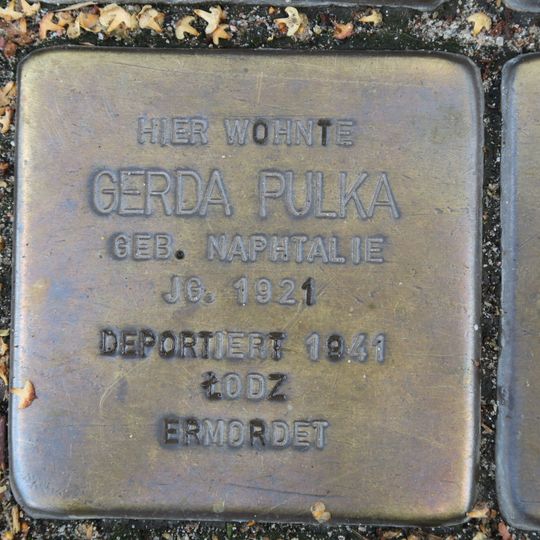 HIER WOHNTE
GERDA PULKA
GEB. NAPHTALIE
JG. 1921
DEPORTIERT 1941
ŁODZ
ERMORDET